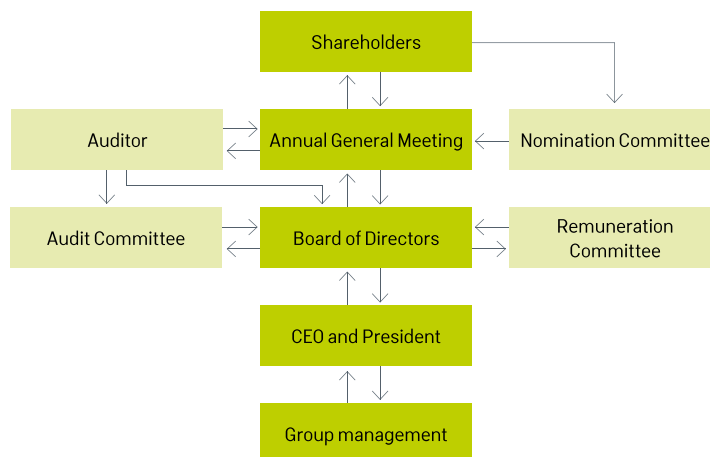 Shareholders
Auditor
Annual General Meeting
Nomination Committee
Audit Committee
Board of Directors
Remuneration
Committee
CEO and President
Group management